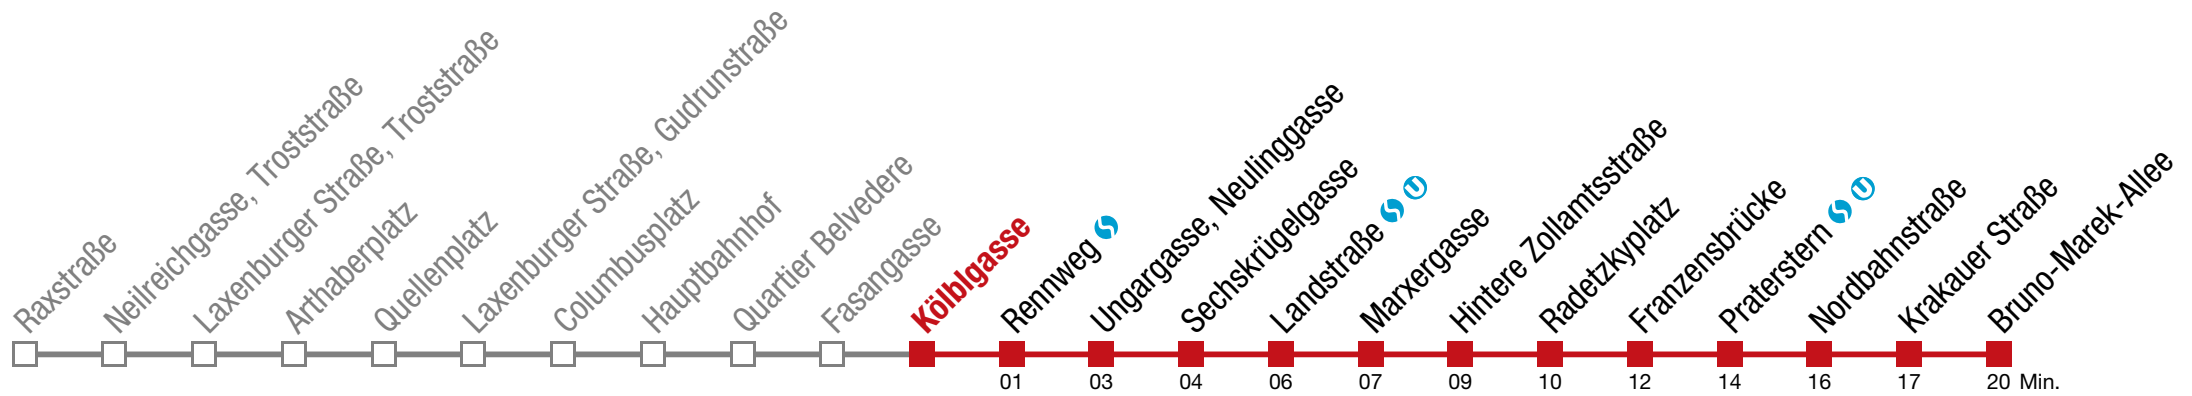 Raxstraße
Neilreichgasse, Troststraße
Laxenburger Straße, Troststraße
Arthaberplatz
Quellenplatz
Laxenburger Straße, Gudrunstraße
Columbusplatz
Hauptbahnhof
Quartier Belvedere
Fasangasse
Kölblgasse
Rennweg S
Ungargasse, Neulinggasse
Sechskrügelgasse
Landstraße S U
Marxergasse
Hintere Zollamtsstraße
Radetzkyplatz
Franzensbrücke
Praterstern S U
Nordbahnstraße
Krakauer Straße
Bruno-Marek-Allee
01 03 04 06 07 09 10 12 14 16 17 20 Min.